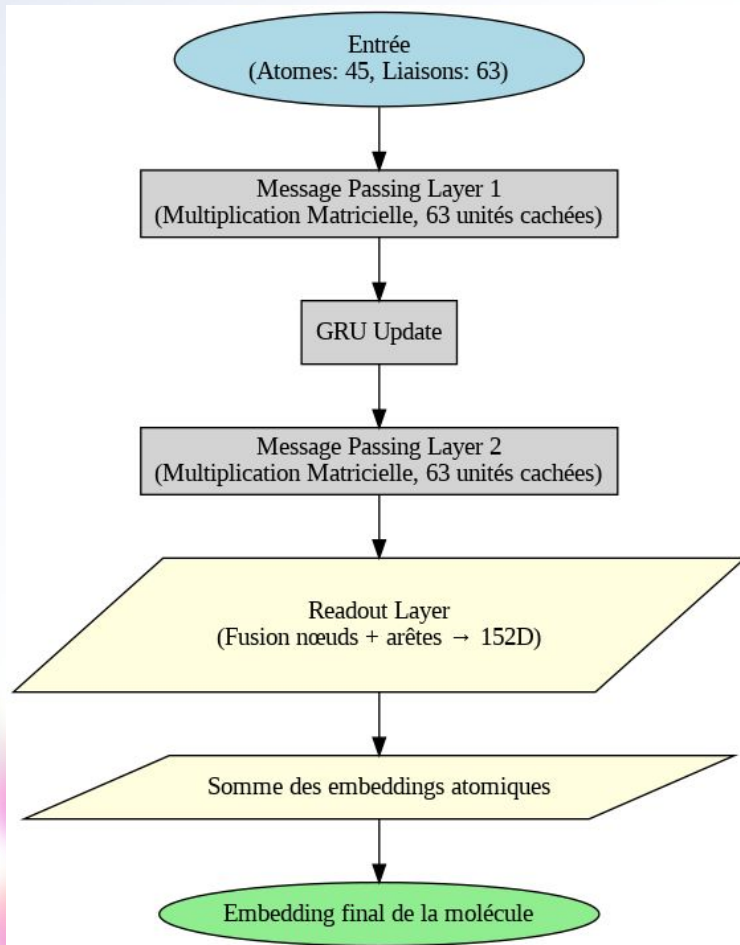 Entrée
(Atomes: 45, Liaisons: 63)
Message Passing Layer 1
(Multiplication Matricielle, 63 unités cachées)
GRU Update
Message Passing Layer 2
(Multiplication Matricielle, 63 unités cachées)
Readout Layer
(Fusion nœuds + arêtes → 152D)
Somme des embeddings atomiques
Embedding final de la molécule